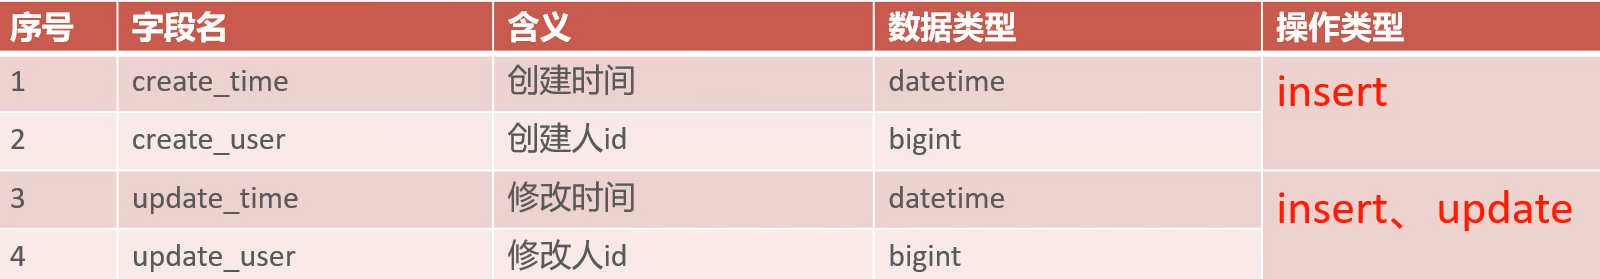 序号 字段名 含义 数据类型 操作类型
1 create_time 创建时间 datetime insert
2 create_user 创建人id bigint
3 update_time 修改时间 datetime insert、 update
4 update_user 修改人id bigint